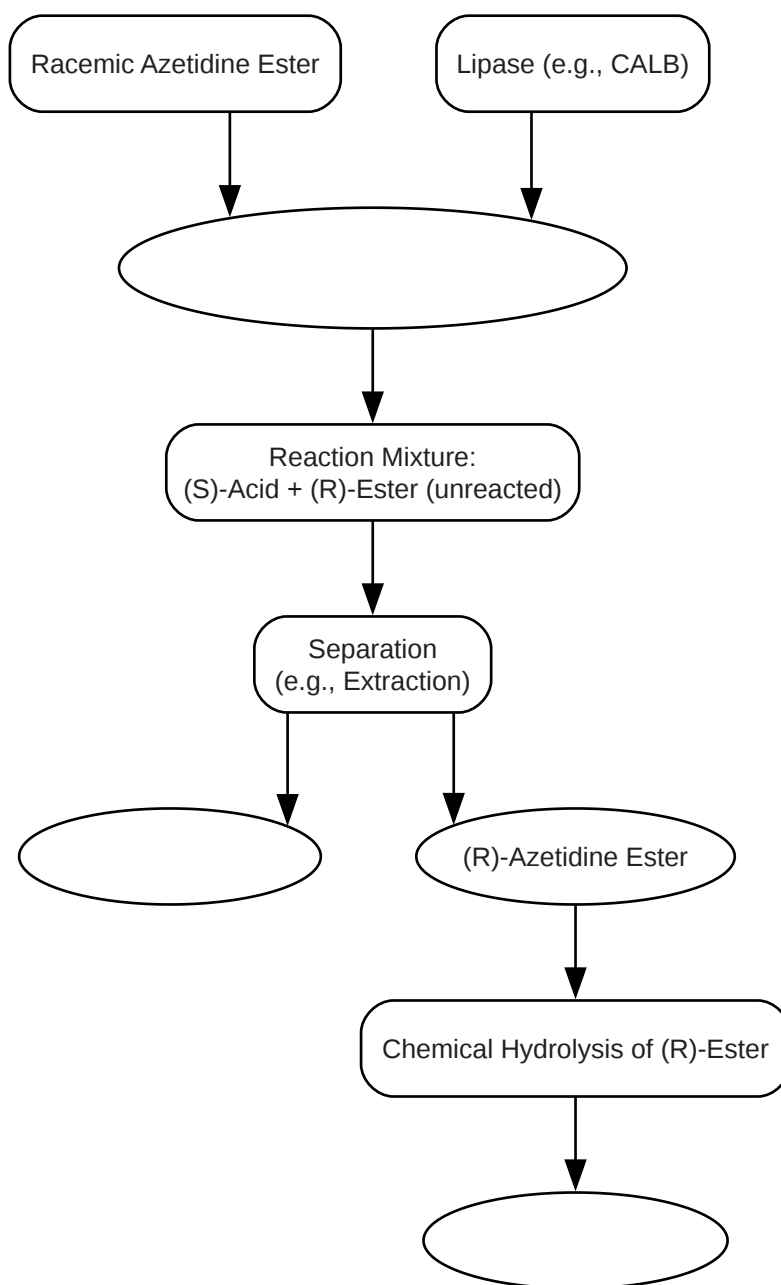 Racemic Azetidine Ester
Lipase (e.g., CALB)
Reaction Mixture:
(S)-Acid + (R)-Ester (unreacted)
Separation
(e.g., Extraction)
(R)-Azetidine Ester
Chemical Hydrolysis of (R)-Ester